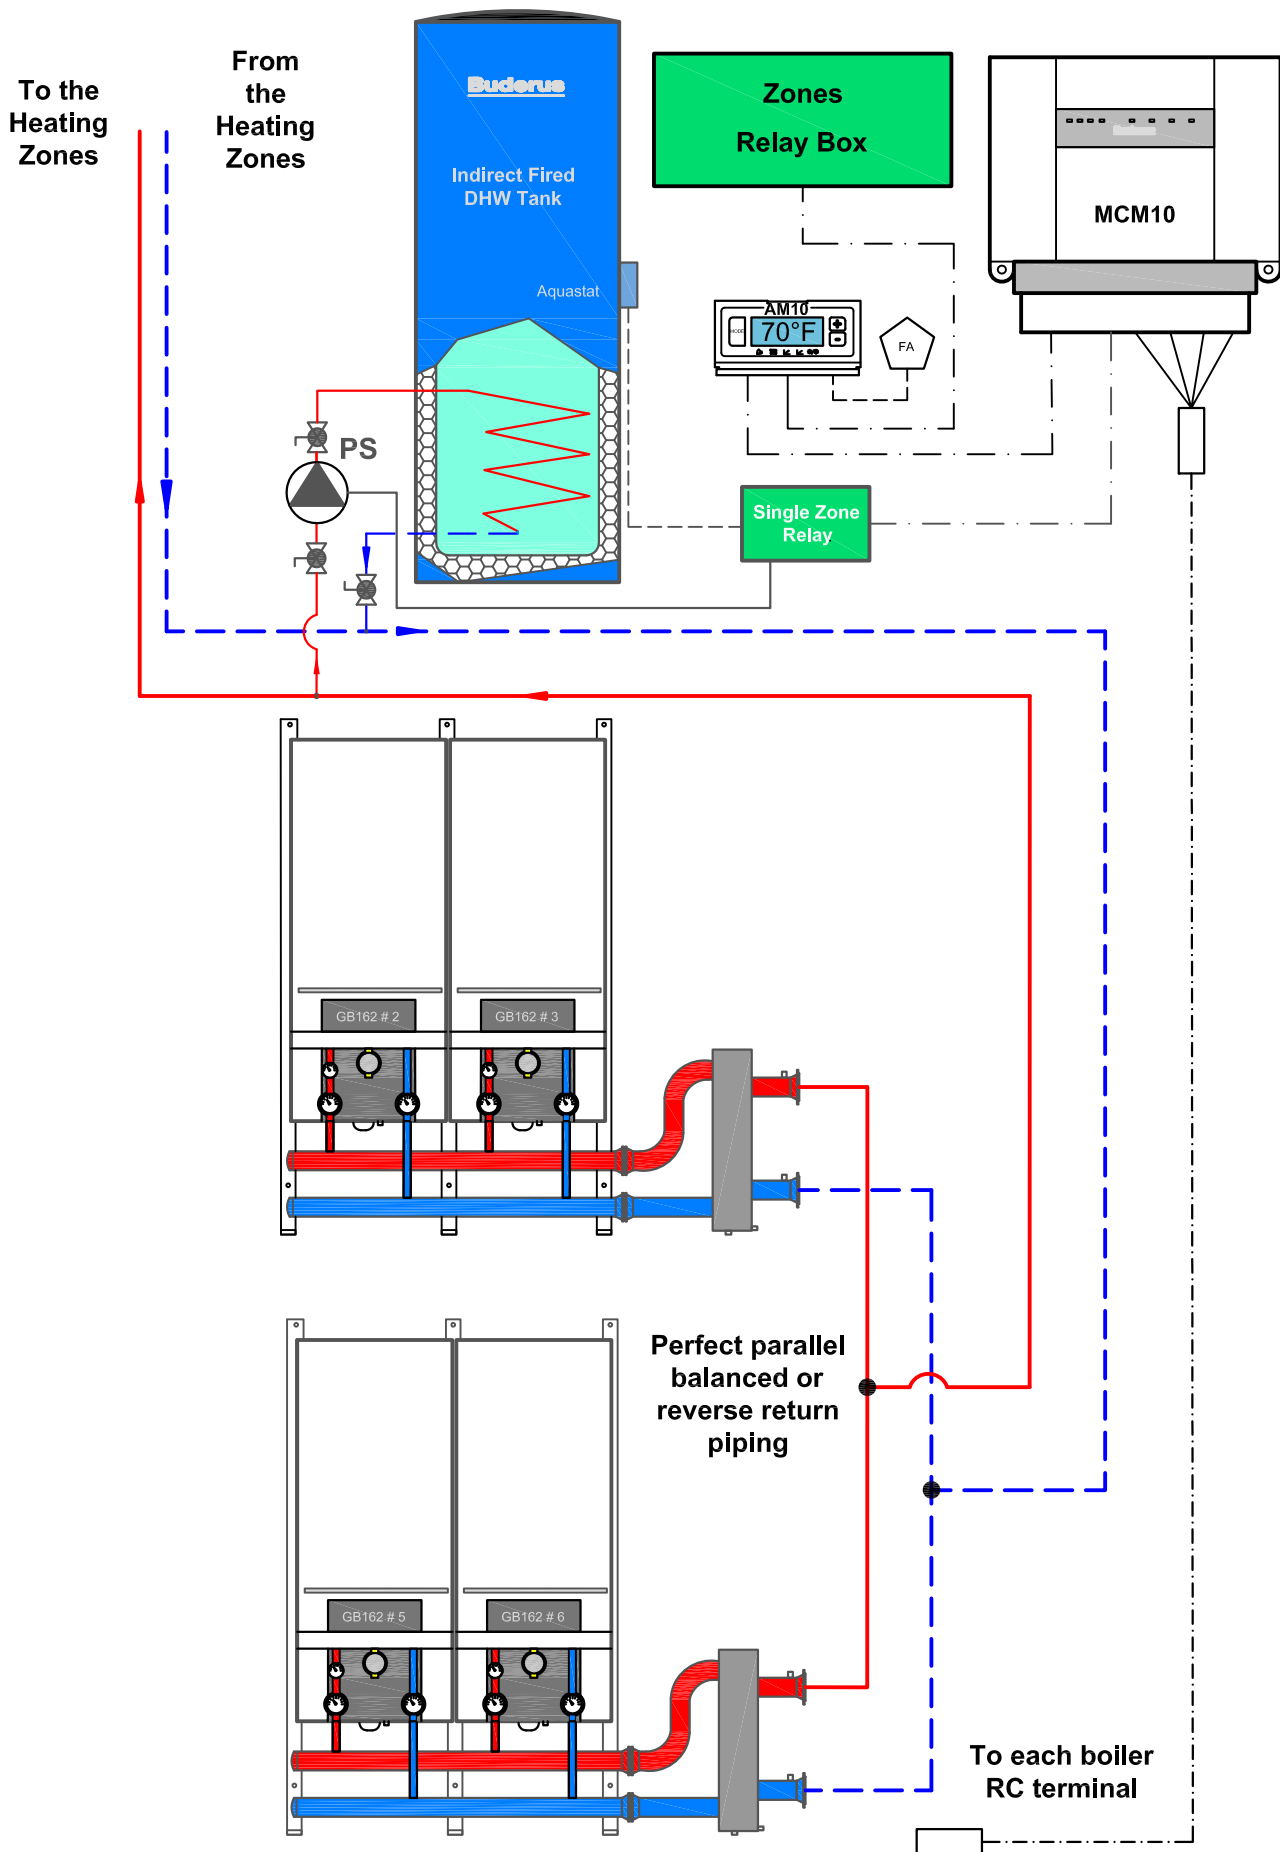 To the
Heating
Zones
From
the
Heating
Zones
Buderus
Indirect Fired
DHW Tank
Aquastat
Zones
Relay Box
MCM10
AM10
MODE
70°F
FA
PS
Single Zone
Relay
GB162 # 2
GB162 # 3
Perfect parallel
balanced or
reverse return
piping
GB162 # 5
GB162 # 6
To each boiler
RC terminal